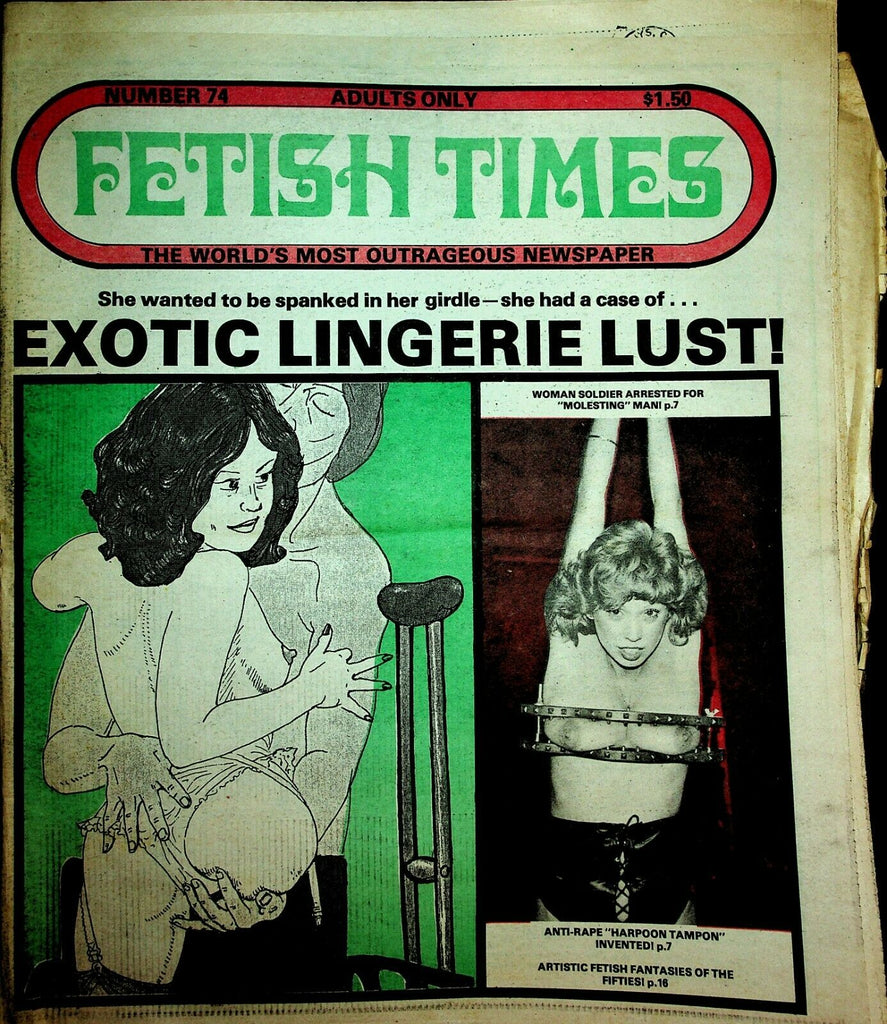 NUMBER 74 ADULTS ONLY $1.50
FETISH TIMES
THE WORLD'S MOST OUTRAGEOUS NEWSPAPER
She wanted to be spanked in her girdle—she had a case of . . .
EXOTIC LINGERIE LUST!
WOMAN SOLDIER ARRESTED FOR
"MOLESTING" MAN! p.7
ANTI-RAPE "HARPOON TAMPON"
INVENTED! p.7
ARTISTIC FETISH FANTASIES OF THE
FIFTIES! p.16